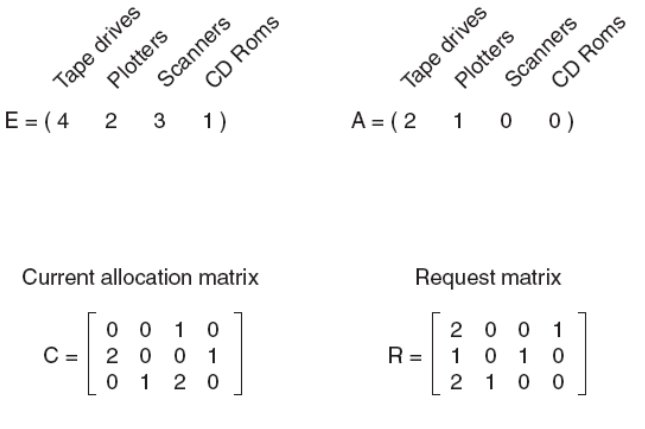 Tape drives Plotters Scanners CD Roms
E = ( 4 2 3 1 )
Tape drives Plotters Scanners CD Roms
A = ( 2 1 0 0 )
Current allocation matrix
C = [ 0 0 1 0
2 0 0 1
0 1 2 0 ]
Request matrix
R = [ 2 0 0 1
1 0 1 0
2 1 0 0 ]